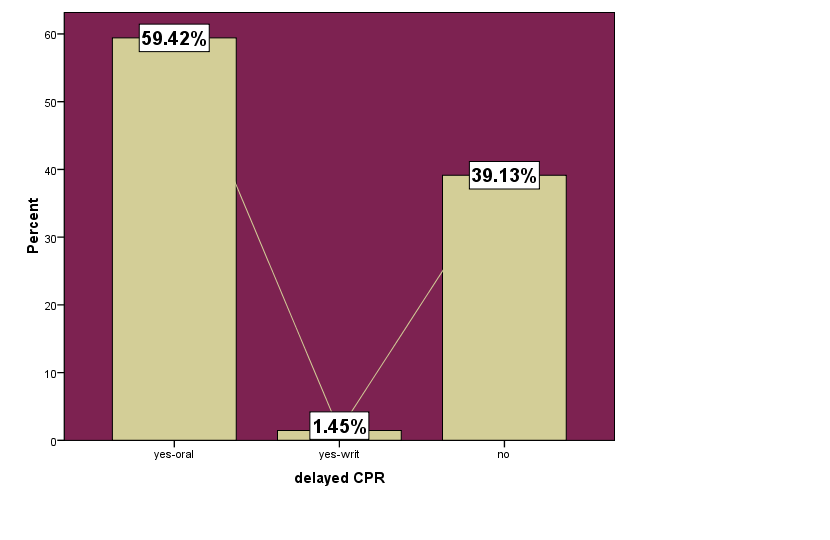 60
50
40
30
20
10
0
Percent
59.42%
1.45%
39.13%
yes-oral
yes-writ
no
delayed CPR